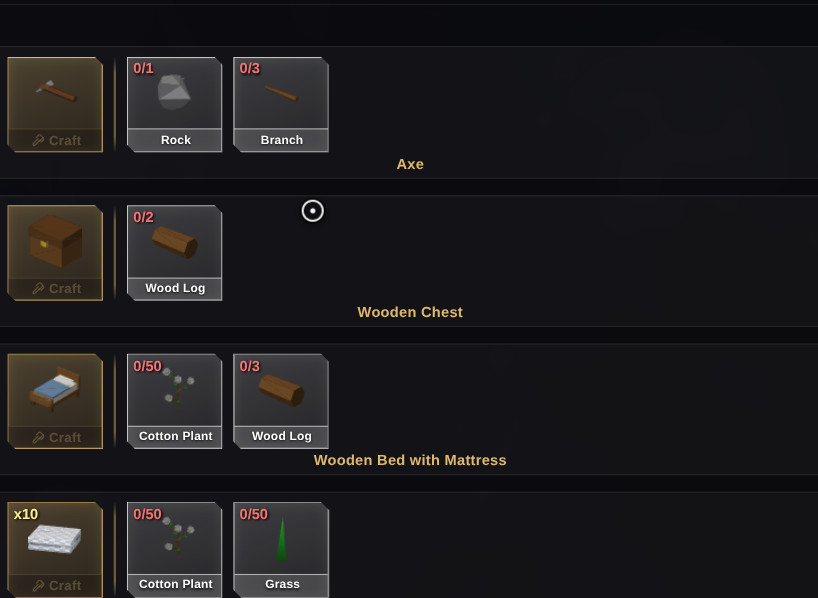 0/1
0/3
Craft
Rock
Branch
Axe
0/2
Craft
Wood Log
Wooden Chest
0/50
0/3
Craft
Cotton Plant
Wood Log
Wooden Bed with Mattress
x10
0/50
0/50
Craft
Cotton Plant
Grass